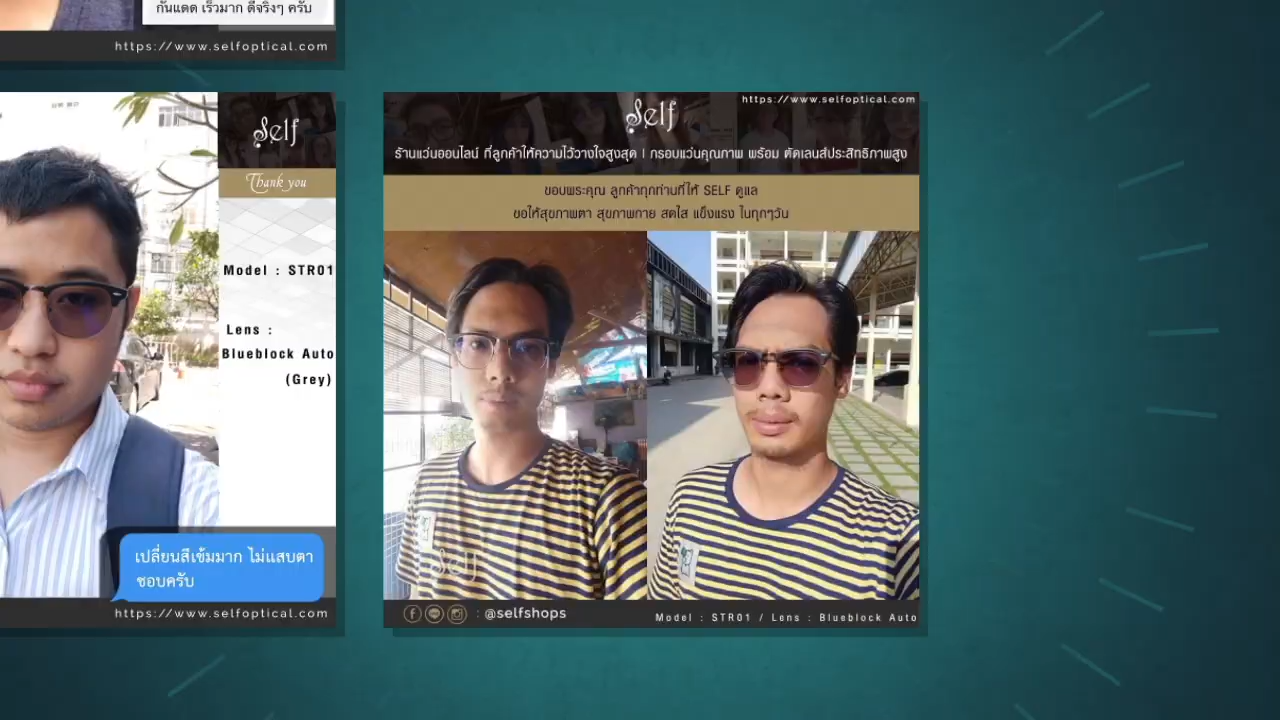 กันแดด เร็วมาก ดีจริงๆ ครับ
https://www.selfoptical.com
Self
Thank you
Model : STR01
Lens :
Blueblock Auto
(Grey)
เปลี่ยนสีเข้มมาก ไม่แสบตา
ชอบครับ
https://www.selfoptical.com
https://www.selfoptical.com
Self
ร้านแว่นออนไลน์ ที่ลูกค้าให้ความไว้วางใจสูงสุด | กรอบแว่นคุณภาพ พร้อม ตัดเลนส์ประสิทธิภาพสูง
ขอบพระคุณ ลูกค้าทุกท่านที่ให้ SELF ดูแล
ขอให้สุขภาพตา สุขภาพกาย สดใส แข็งแรง ในทุกๆวัน
Self
: @selfshops
Model : STR01 / Lens : Blueblock Auto